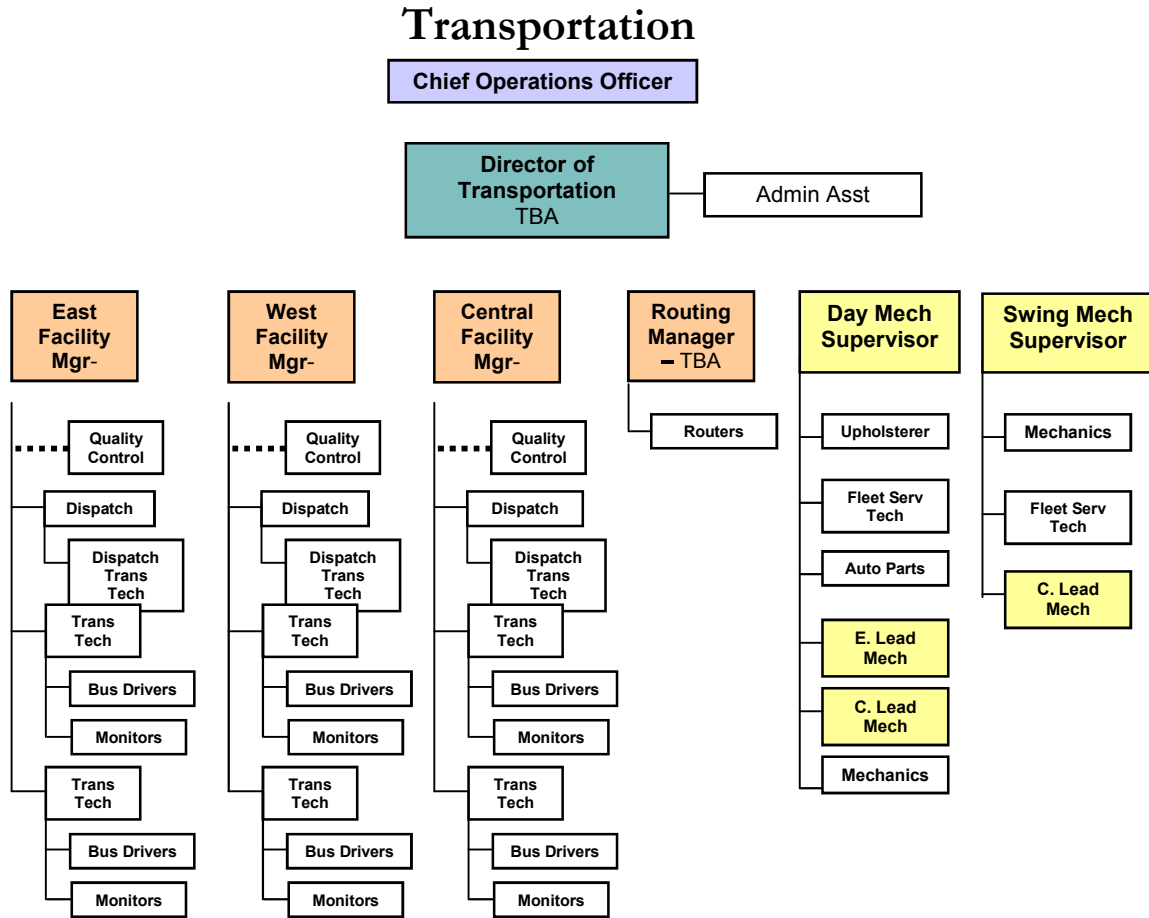 Transportation
Chief Operations Officer
Director of
Transportation
TBA
Admin Asst
East
Facility
Mgr-
West
Facility
Mgr-
Central
Facility
Mgr-
Routing
Manager
– TBA
Day Mech
Supervisor
Swing Mech
Supervisor
Quality
Control
Dispatch
Dispatch
Trans
Tech
Trans
Tech
Bus Drivers
Monitors
Trans
Tech
Bus Drivers
Monitors
Quality
Control
Dispatch
Dispatch
Trans
Tech
Trans
Tech
Bus Drivers
Monitors
Trans
Tech
Bus Drivers
Monitors
Quality
Control
Dispatch
Dispatch
Trans
Tech
Trans
Tech
Bus Drivers
Monitors
Trans
Tech
Bus Drivers
Monitors
Routers
Upholsterer
Fleet Serv
Tech
Auto Parts
E. Lead
Mech
C. Lead
Mech
Mechanics
Mechanics
Fleet Serv
Tech
C. Lead
Mech